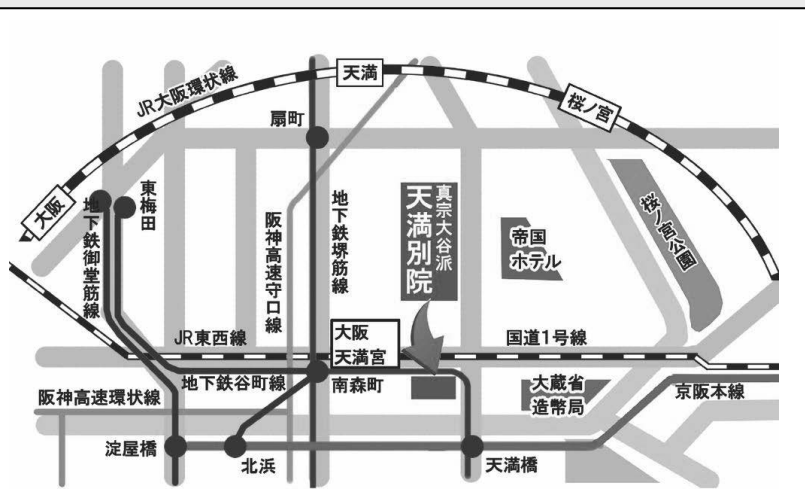 天満
JR大阪環状線
桜ノ宮
扇町
大阪
東梅田
地下鉄御堂筋線
阪神高速守口線
地下鉄堺筋線
真宗大谷派
天満別院
帝国
ホテル
桜ノ宮公園
JR東西線
大阪
天満宮
国道1号線
地下鉄谷町線
南森町
大蔵省
造幣局
京阪本線
阪神高速環状線
淀屋橋
北浜
天満橋